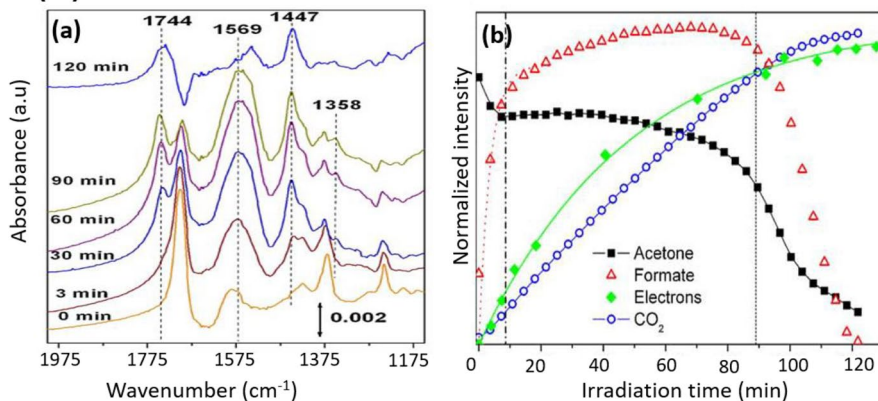 (a)
1744
1569
1447
120 min
1358
90 min
60 min
30 min
3 min
0 min
0.002
Absorbance (a.u)
1975
1775
1575
1375
1175
Wavenumber (cm-1)
(b)
Normalized intensity
Acetone
Formate
Electrons
CO2
0
20
40
60
80
100
120
Irradiation time (min)